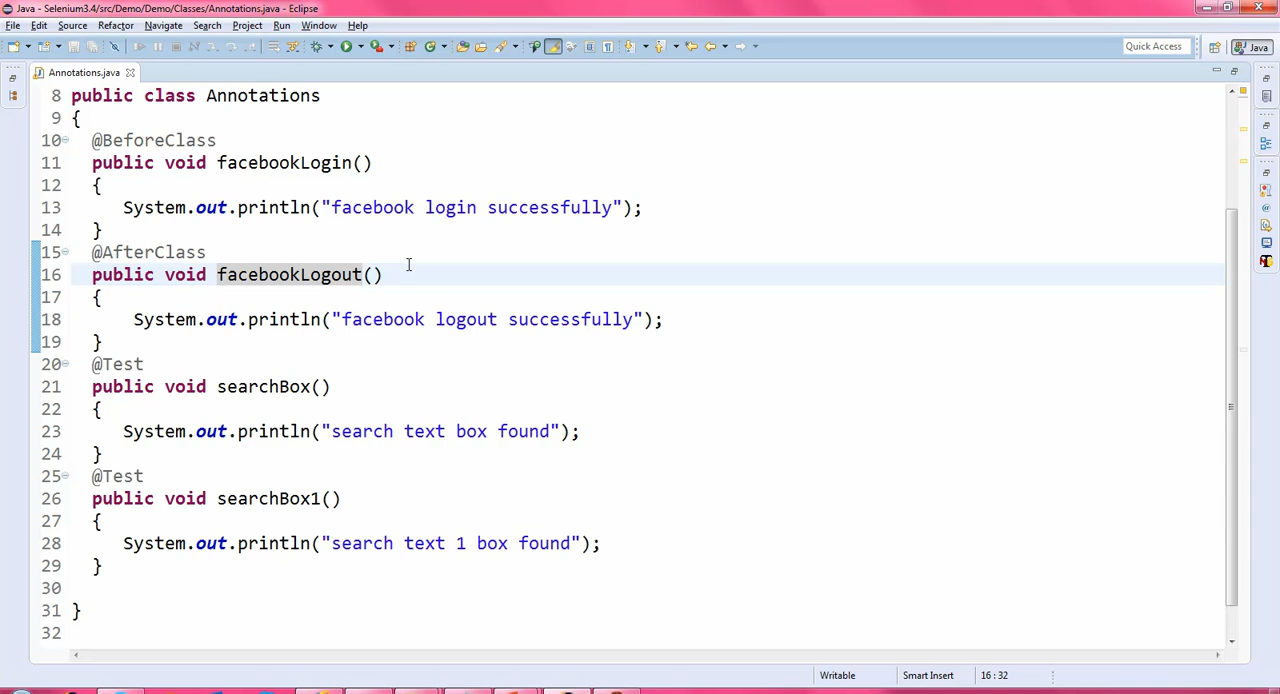 Java - Selenium3.4/src/Demo/Demo/Classes/Annotations.java - Eclipse
File Edit Source Refactor Navigate Search Project Run Window Help
Quick Access Java
Annotations.java
8 public class Annotations
9 {
10 @BeforeClass
11 public void facebookLogin()
12 {
13 System.out.println("facebook login successfully");
14 }
15 @AfterClass
16 public void facebookLogout()
17 {
18 System.out.println("facebook logout successfully");
19 }
20 @Test
21 public void searchBox()
22 {
23 System.out.println("search text box found");
24 }
25 @Test
26 public void searchBox1()
27 {
28 System.out.println("search text 1 box found");
29 }
30
31 }
32
Writable Smart Insert 16 : 32